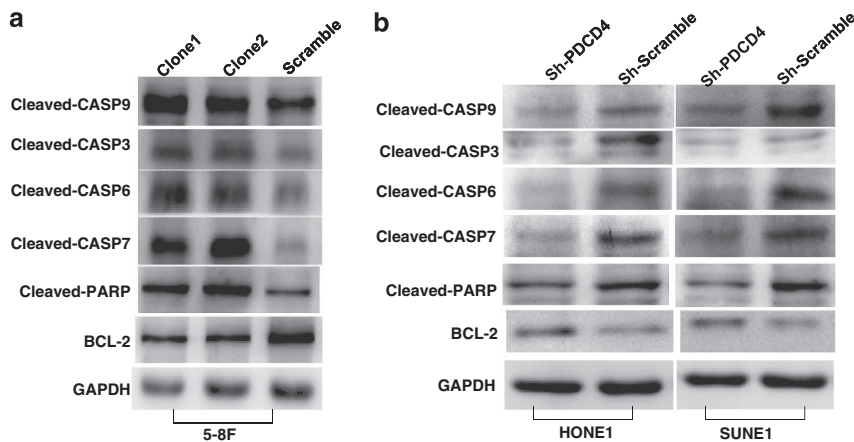 a
Clone1 Clone2 Scramble
Cleaved-CASP9
Cleaved-CASP3
Cleaved-CASP6
Cleaved-CASP7
Cleaved-PARP
BCL-2
GAPDH
5-8F
b
Sh-PDCD4 Sh-Scramble Sh-PDCD4 Sh-Scramble
Cleaved-CASP9
Cleaved-CASP3
Cleaved-CASP6
Cleaved-CASP7
Cleaved-PARP
BCL-2
GAPDH
HONE1 SUNE1